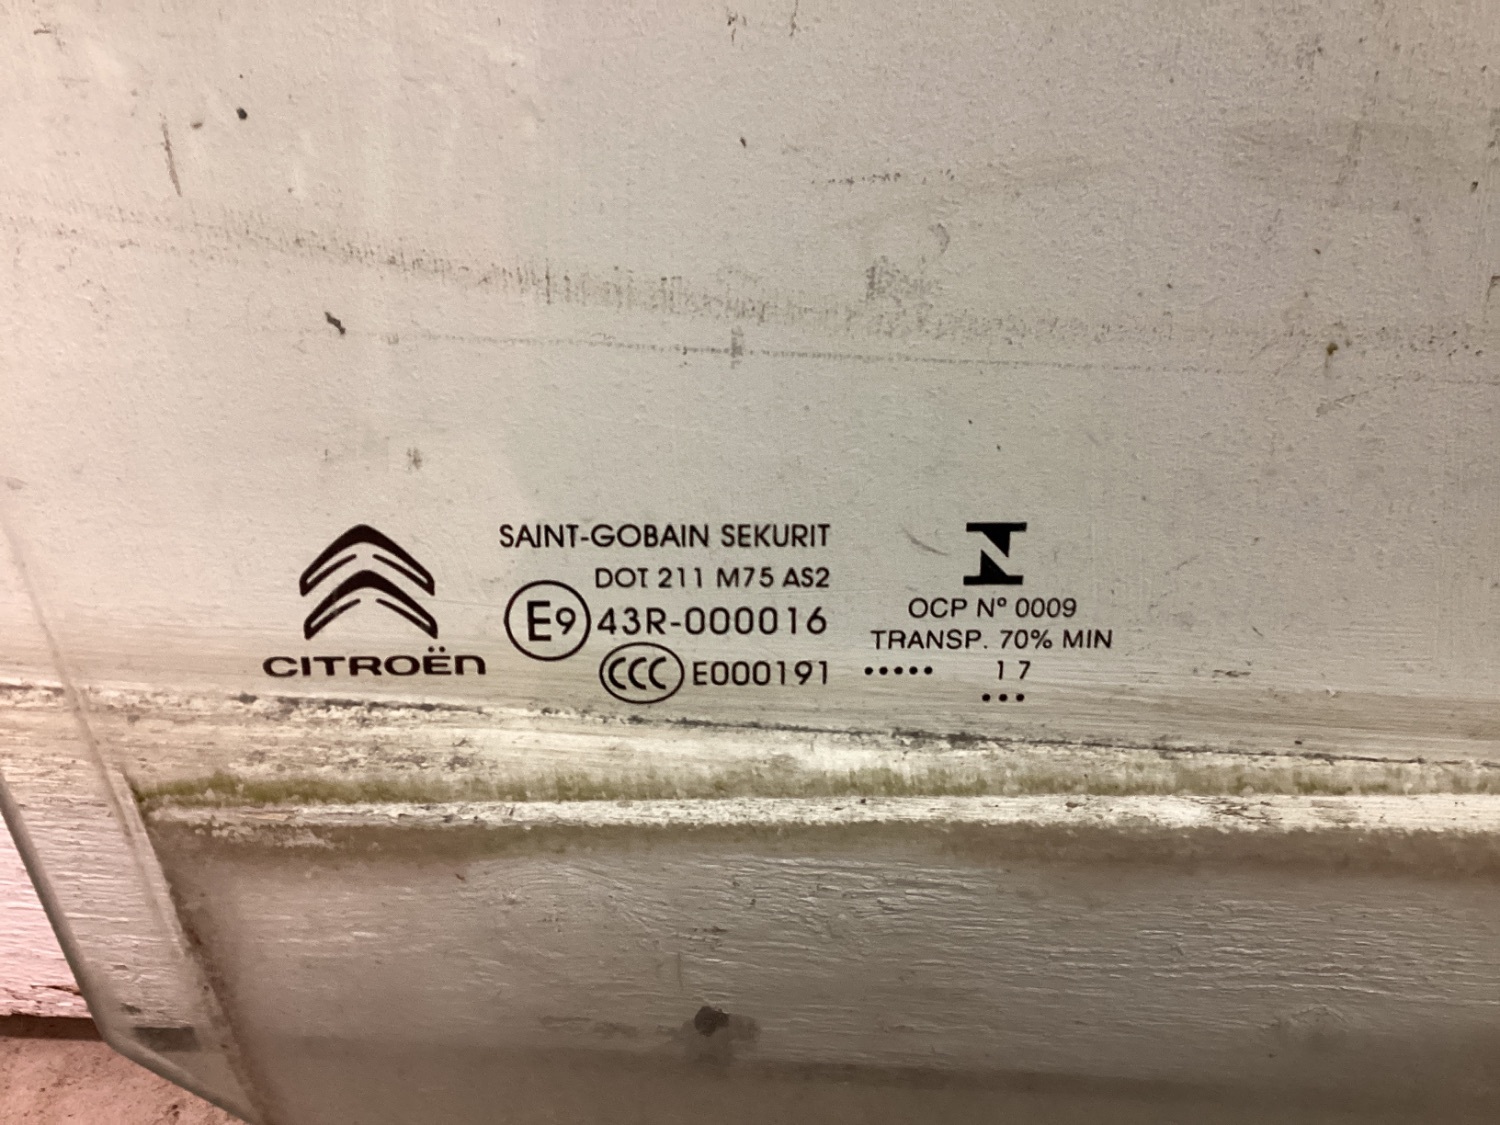 CITROËN
SAINT-GOBAIN SEKURIT
DOT 211 M75 AS2
E9 43R-000016
CCC E000191
OCP Nº 0009
TRANSP. 70% MIN
..... 17
...